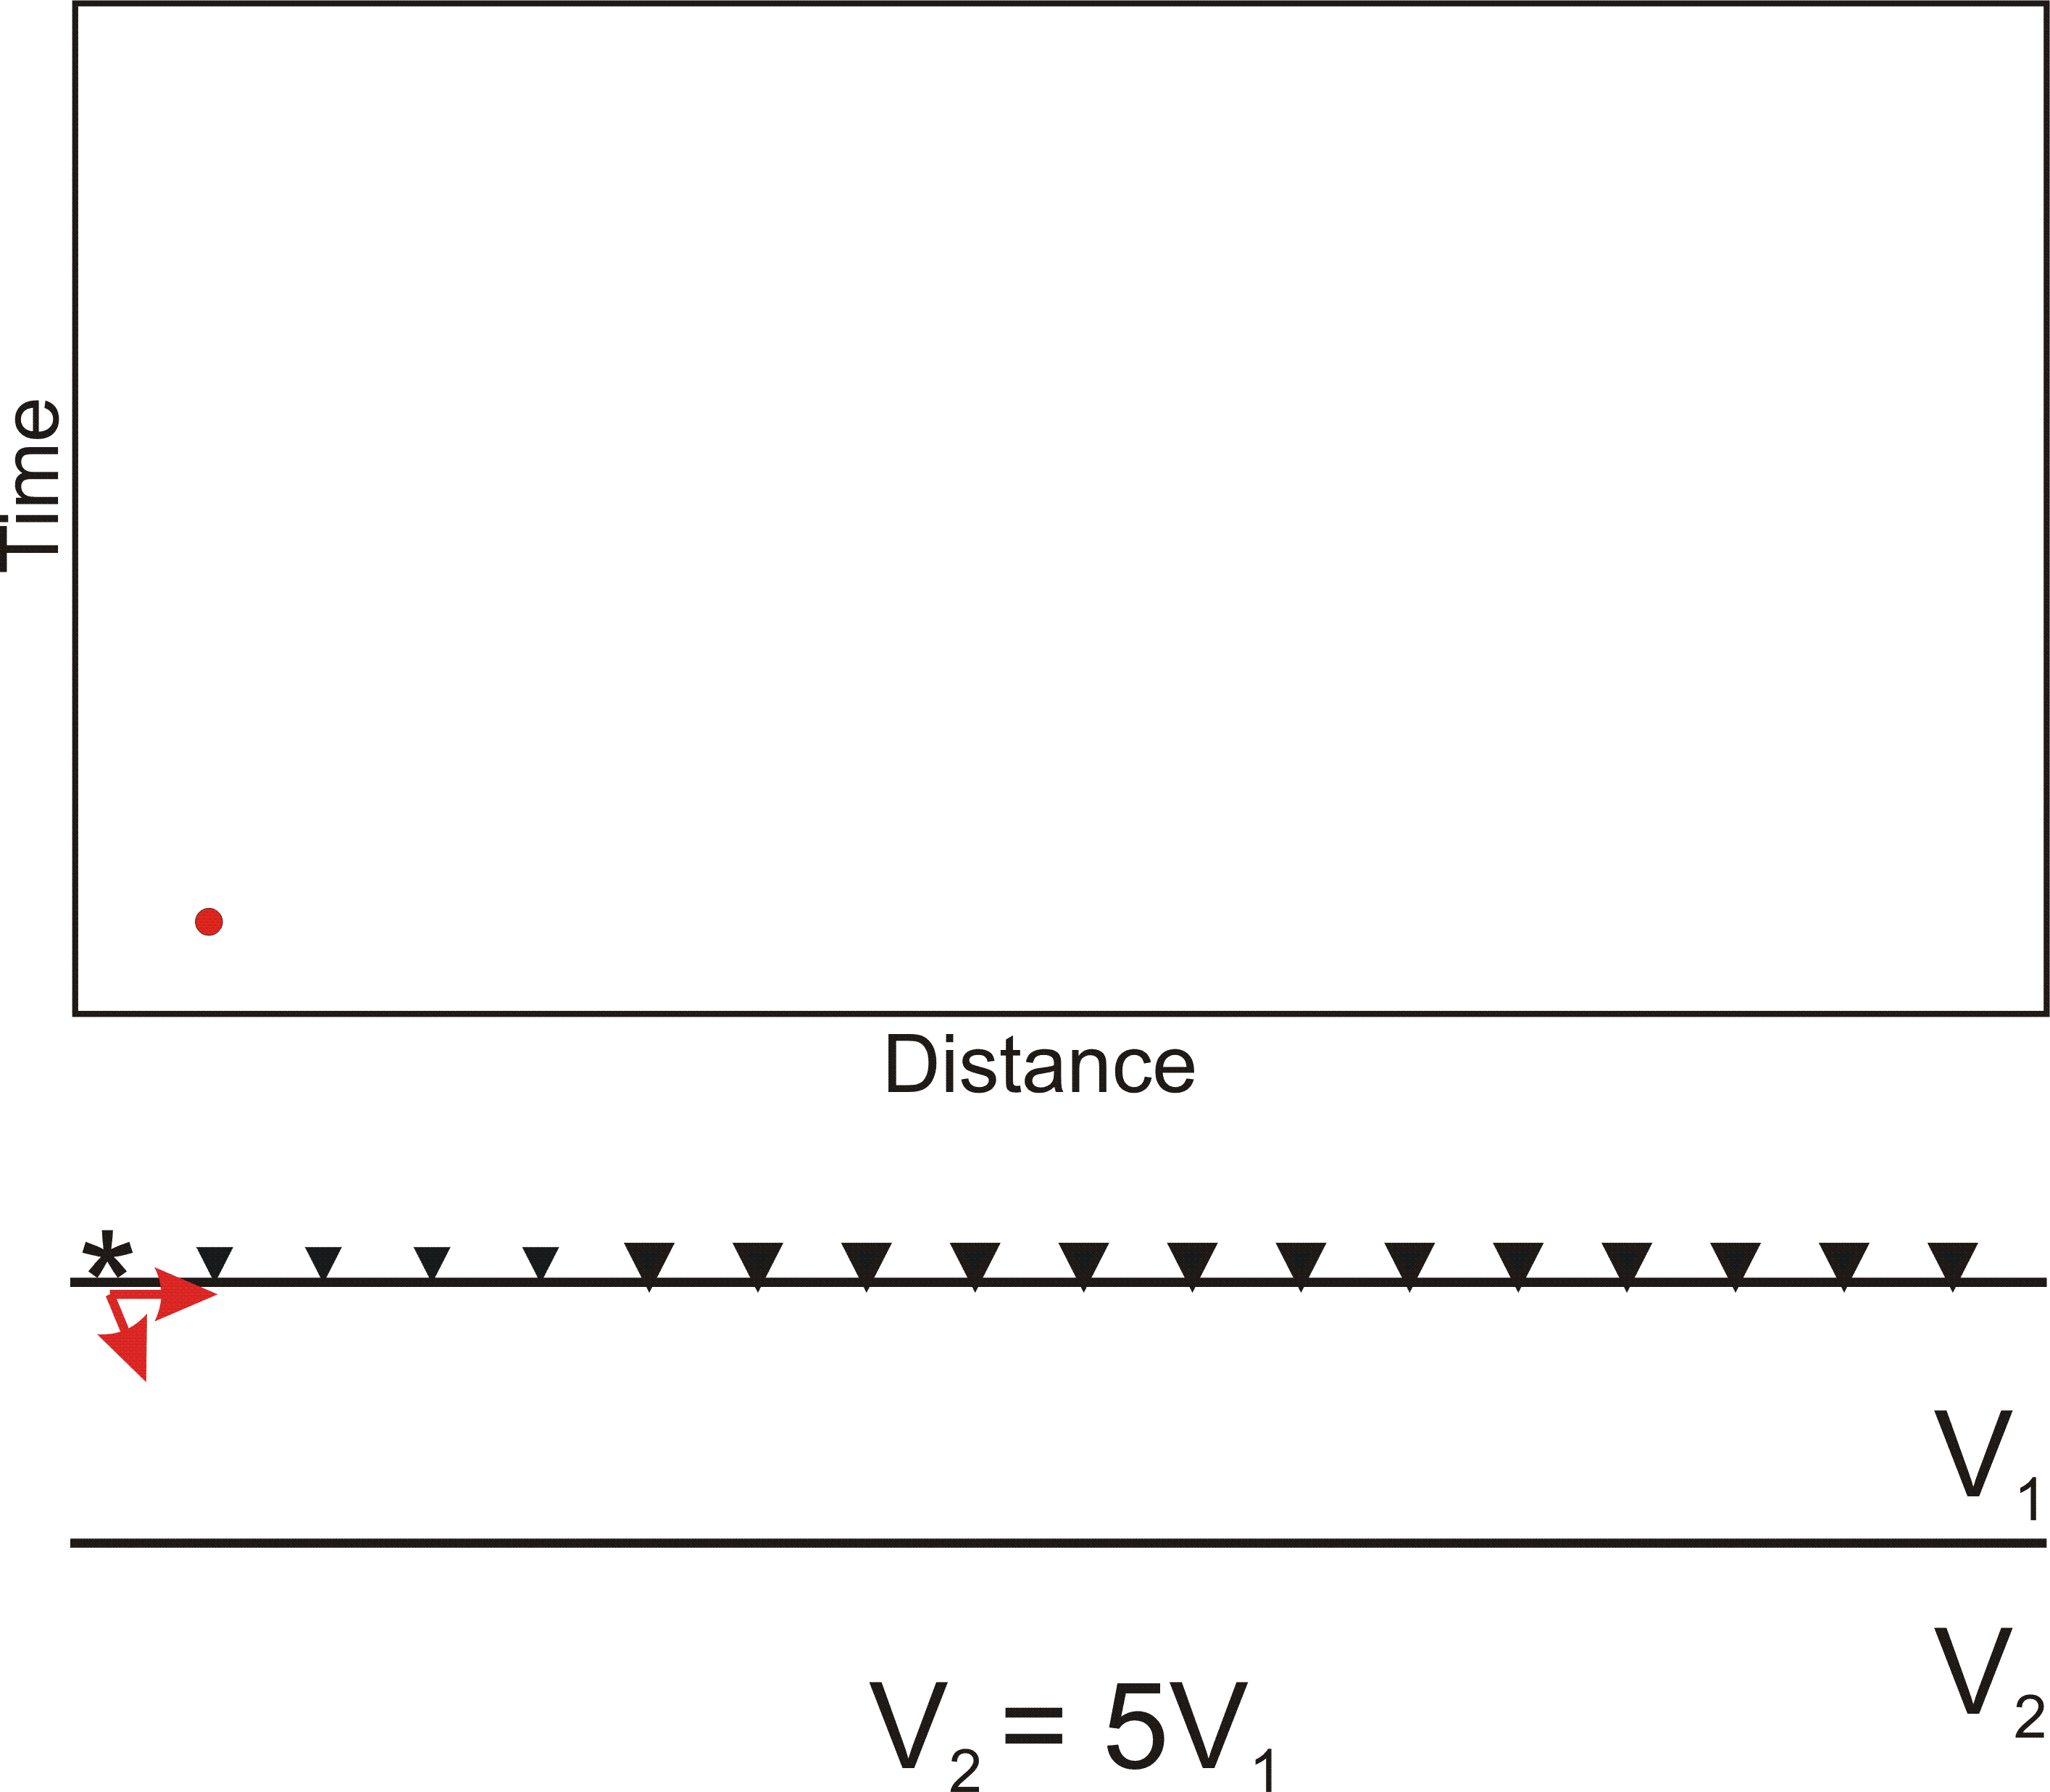 Time
Distance
*
V₁
V₂
V₂ = 5V₁